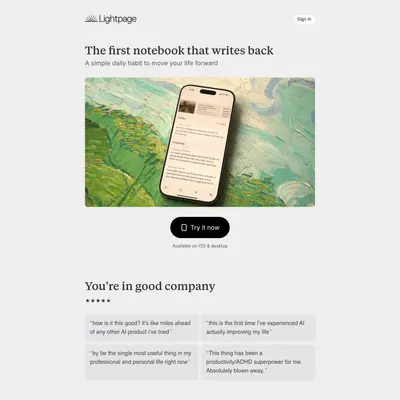 Lightpage
Sign In
The first notebook that writes back
A simple daily habit to move your life forward
Try it now
Available on iOS & desktop
You're in good company
★★★★★
"how is it this good? it's like miles ahead
of any other AI product I've tried"
"this is the first time I've experienced AI
actually improving my life"
"by far the single most useful thing in my
professional and personal life right now"
"This thing has been a
productivity/ADHD superpower for me.
Absolutely blown away."